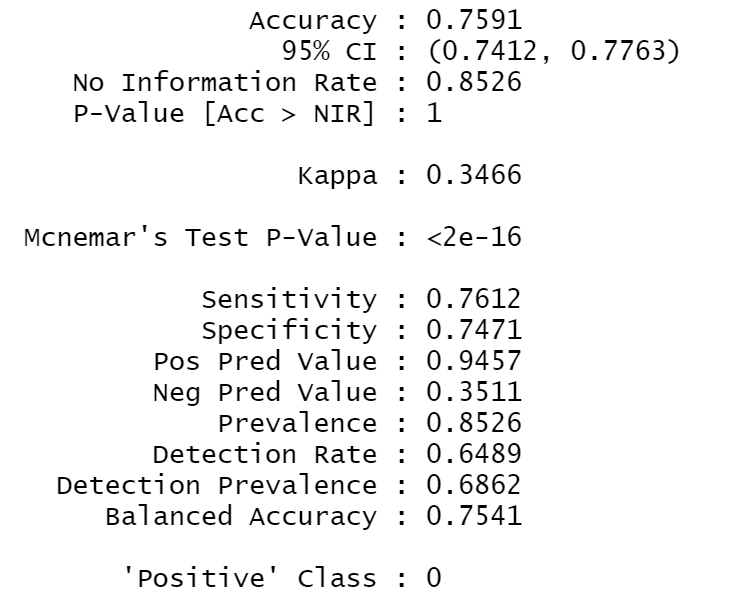 Accuracy : 0.7591
95% CI : (0.7412, 0.7763)
No Information Rate : 0.8526
P-Value [Acc > NIR] : 1
Kappa : 0.3466
Mcnemar's Test P-Value : <2e-16
Sensitivity : 0.7612
Specificity : 0.7471
Pos Pred Value : 0.9457
Neg Pred Value : 0.3511
Prevalence : 0.8526
Detection Rate : 0.6489
Detection Prevalence : 0.6862
Balanced Accuracy : 0.7541
'Positive' Class : 0